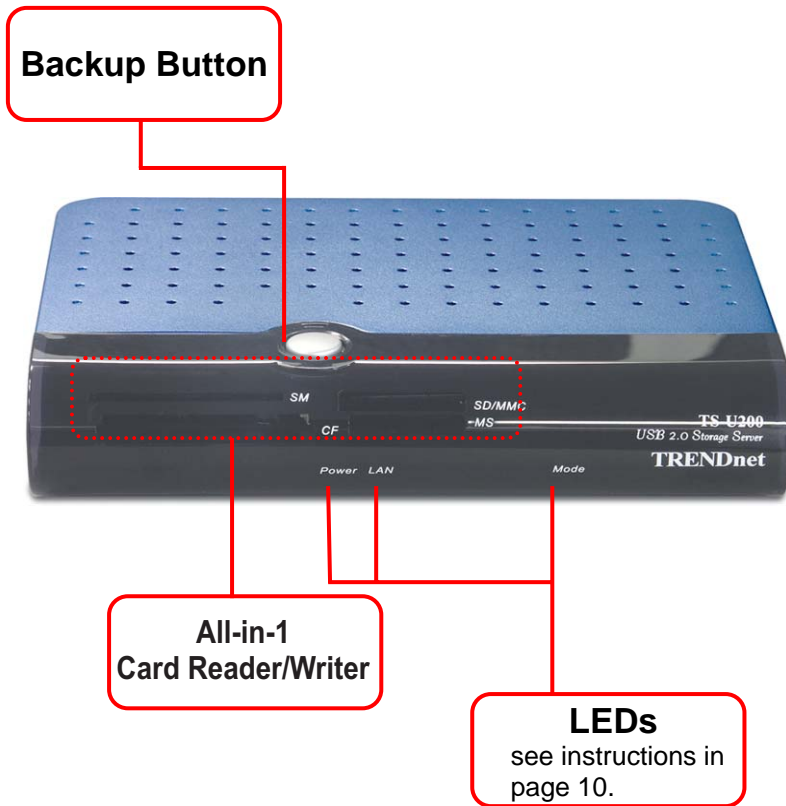 Backup Button
SM
SD/MMC
CF
MS
TS-U200
USB 2.0 Storage Server
TRENDnet
Power LAN Mode
All-in-1
Card Reader/Writer
LEDs
see instructions in
page 10.